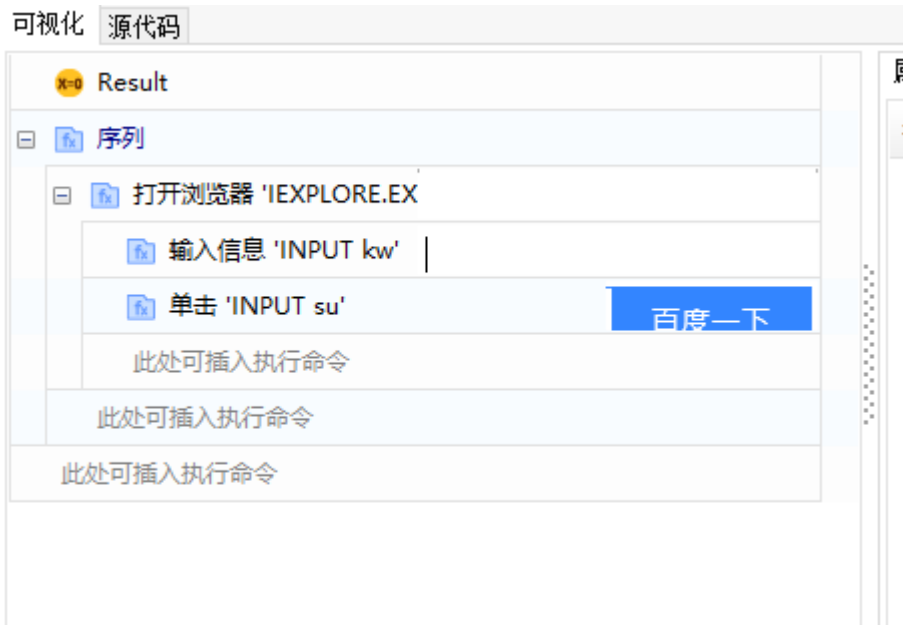 可视化 源代码
x=0 Result
序列
打开浏览器 'IEXPLORE.EX
输入信息 'INPUT kw'
单击 'INPUT su' 百度一下
此处可插入执行命令
此处可插入执行命令
此处可插入执行命令